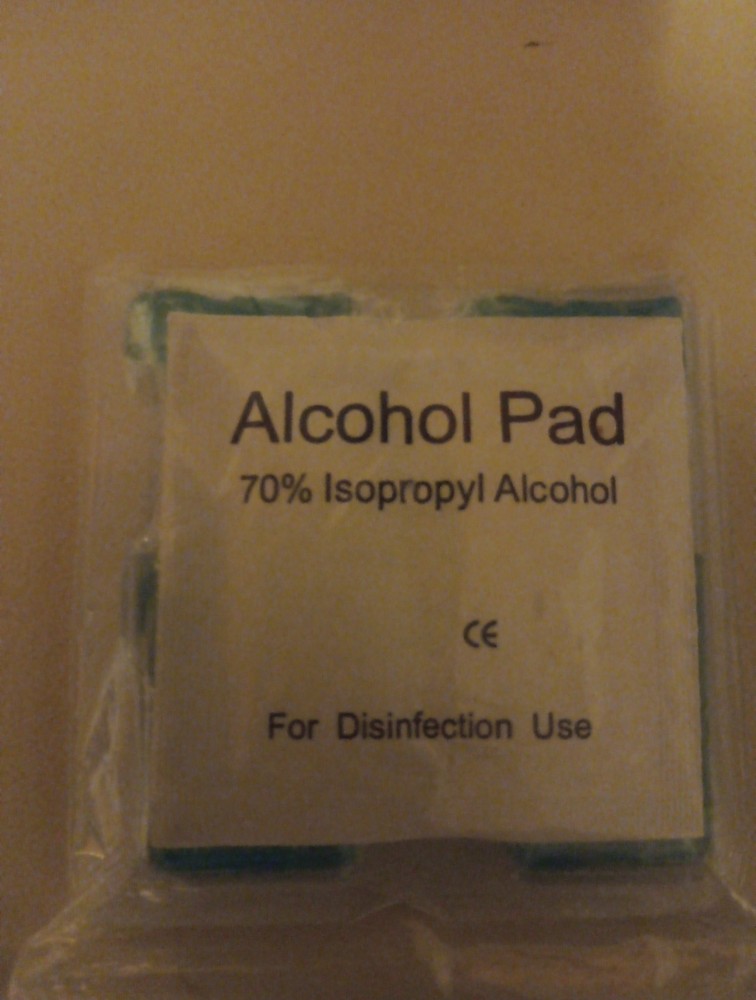 Alcohol Pad
70% Isopropyl Alcohol
CE
For Disinfection Use